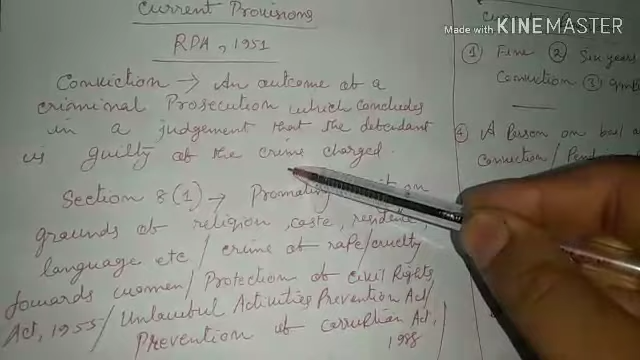 Current Provisions
RPA, 1951
Conviction → An outcome of a
criminal Prosecution which concludes
in a judgement that the defendant
is guilty of the crime charged.
Section 8(1) → Promoting
grounds of religion, caste, residence,
language etc / crime of rape/cruelty
towards women/ Protection of Civil Rights
Act, 1955/ Unlawful Activities Prevention Act/
Prevention of Corruption Act,
1988
Made with KINEMASTER
① Fine ② Six years
Conviction ③
④ A Person on bail a
Conviction/